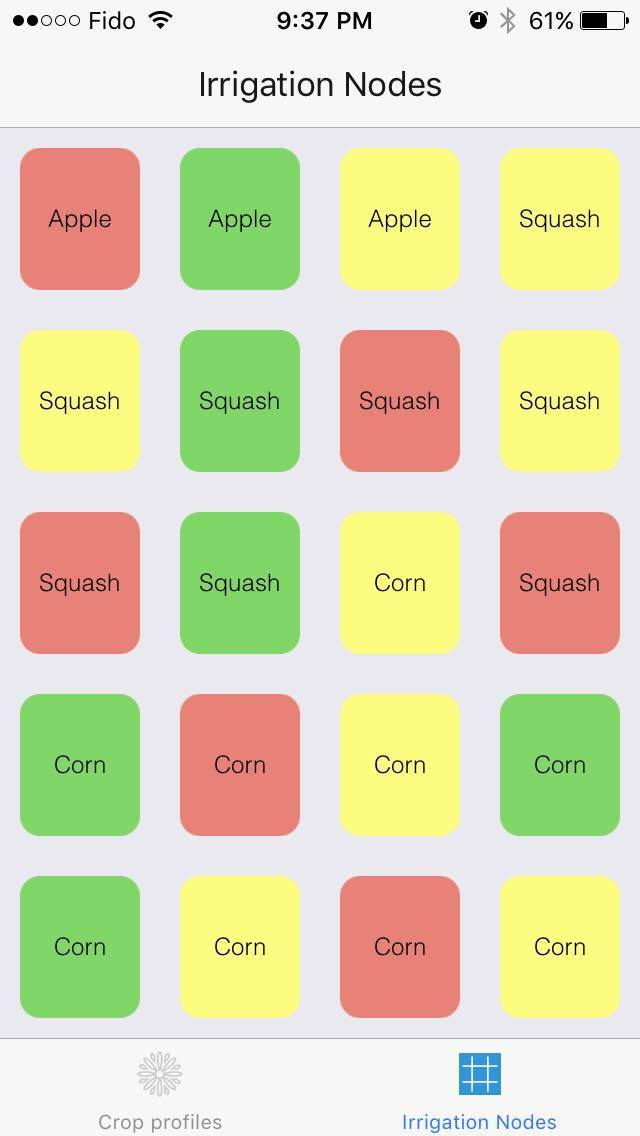 Fido 9:37 PM 61%
Irrigation Nodes
Apple Apple Apple Squash
Squash Squash Squash Squash
Squash Squash Corn Squash
Corn Corn Corn Corn
Corn Corn Corn Corn
Crop profiles Irrigation Nodes